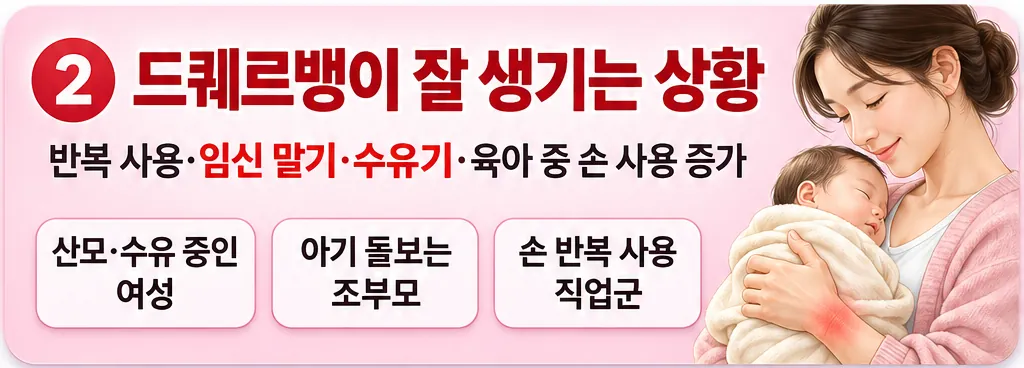 2 드퀘르뱅이 잘 생기는 상황
반복 사용·임신 말기·수유기·육아 중 손 사용 증가
산모·수유 중인
여성
아기 돌보는
조부모
손 반복 사용
직업군